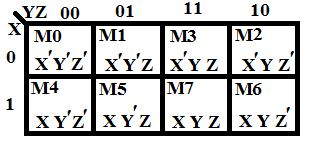 YZ 00 01 11 10
X
0 M0 M1 M3 M2
X'Y'Z' X'Y'Z X'Y Z X'Y Z'
1 M4 M5 M7 M6
X Y'Z' X Y'Z X Y Z X Y Z'